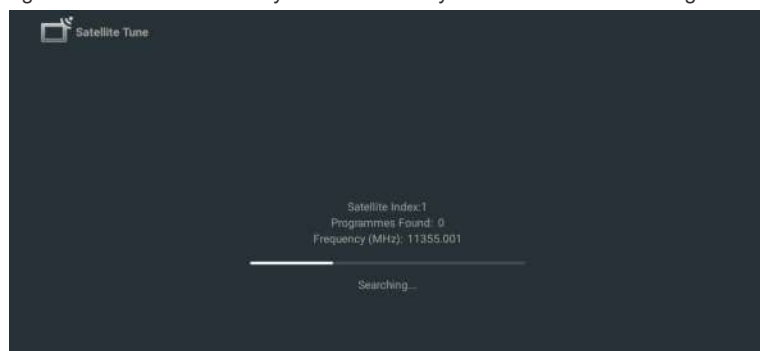 Satellite Tune
Satellite Index:1
Programmes Found: 0
Frequency (MHz): 11355.001
Searching...